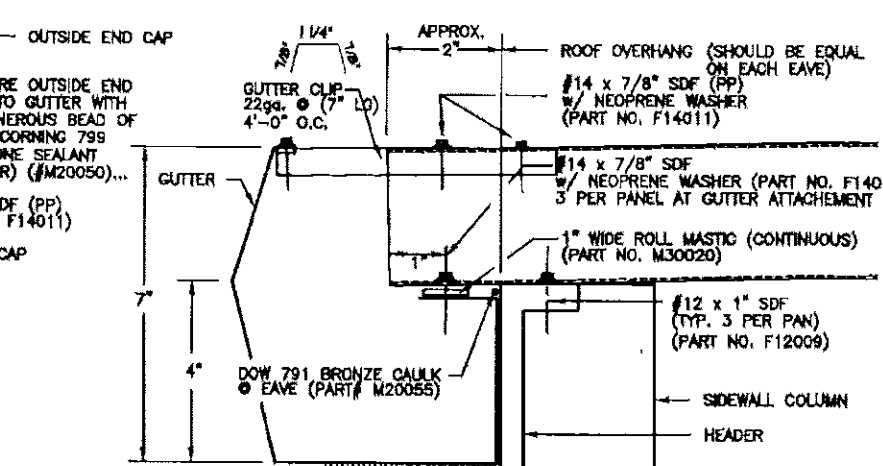 OUTSIDE END CAP
RE OUTSIDE END
TO GUTTER WITH
NEROUS BEAD OF
CORNING 799
NE SEALANT
R) (#M20050)...
DF (PP)
F14011)
CAP
1 1/4"
7/8"
7/8"
GUTTER CLIP
22ga. @ (7" LG)
4'-0" O.C.
GUTTER
7"
4"
APPROX.
2"
1"
ROOF OVERHANG (SHOULD BE EQUAL
ON EACH EAVE)
#14 x 7/8" SDF (PP)
w/ NEOPRENE WASHER
(PART NO. F14011)
#14 x 7/8" SDF
w/ NEOPRENE WASHER (PART NO. F140
3 PER PANEL AT GUTTER ATTACHEMENT
1" WIDE ROLL MASTIC (CONTINUOUS)
(PART NO. M30020)
#12 x 1" SDF
(TYP. 3 PER PAN)
(PART NO. F12009)
DOW 791 BRONZE CAULK
@ EAVE (PART# M20055)
SIDEWALL COLUMN
HEADER